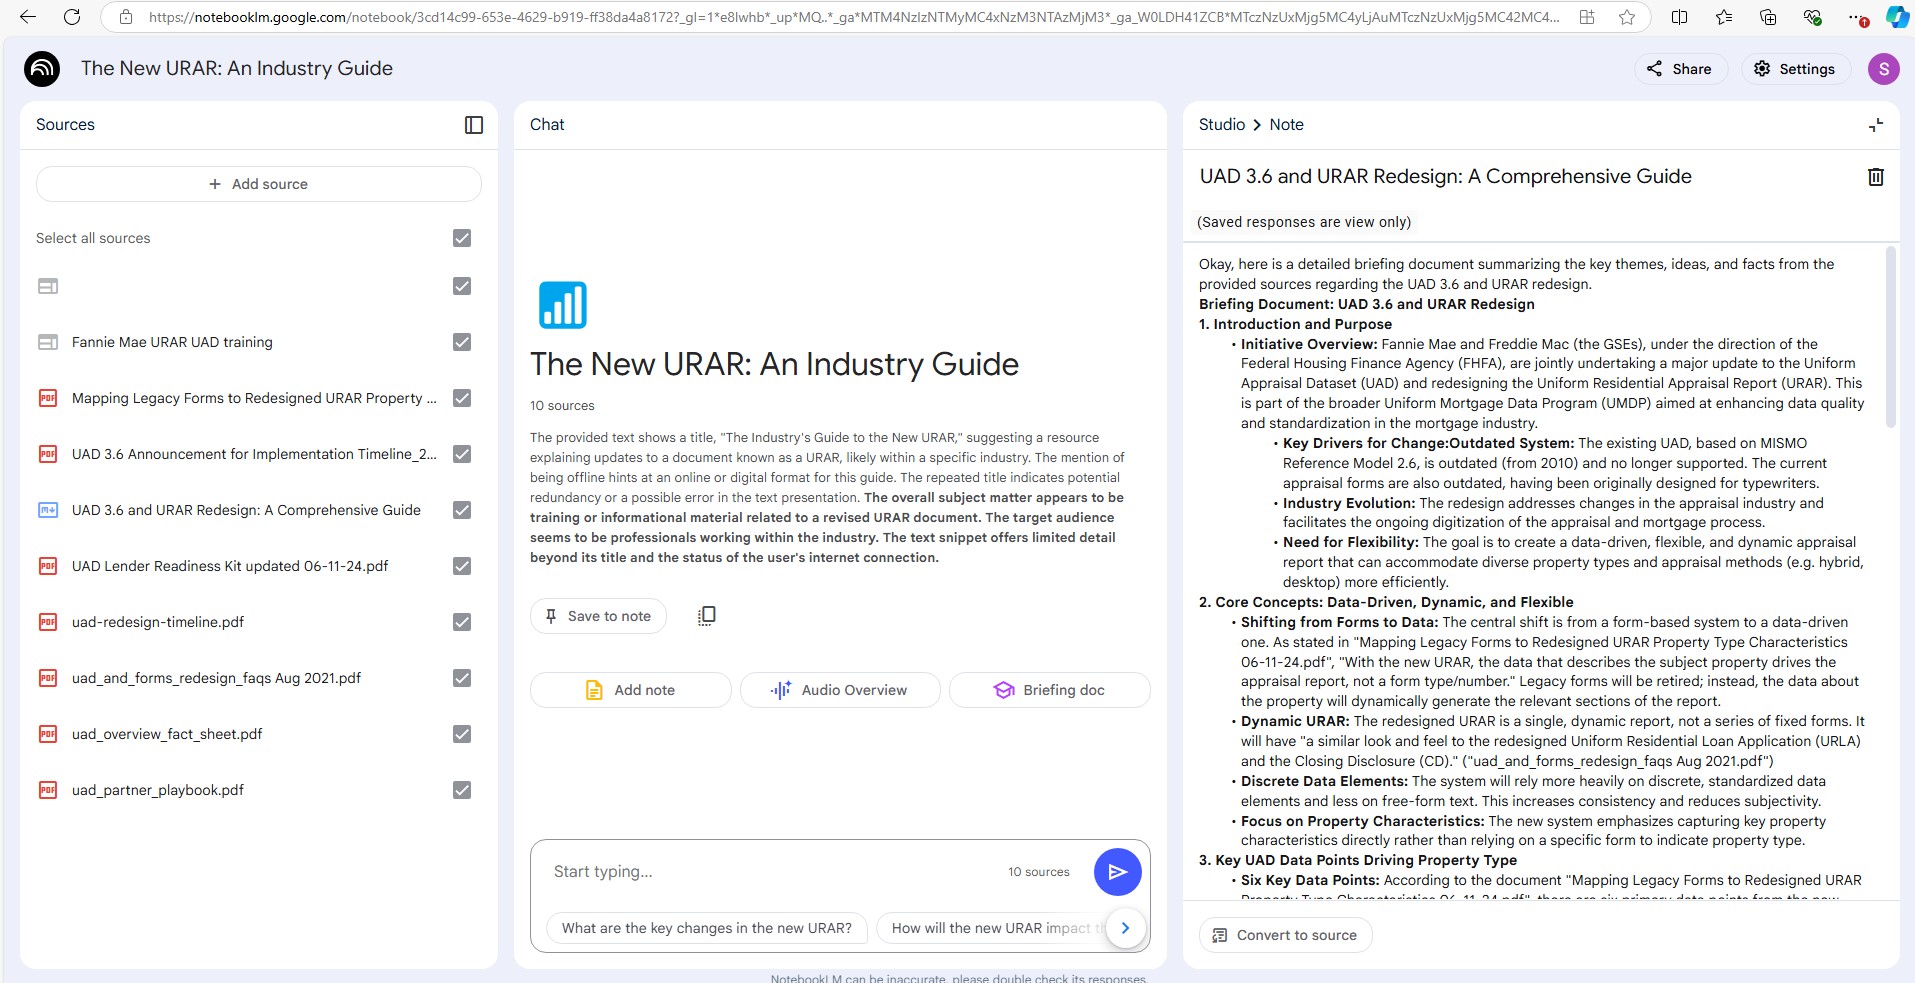 https://notebooklm.google.com/notebook/3cd14c99-653e-4629-b919-ff38da4a8172?_gl=1*e8lwhb*_up*MQ..*_ga*MTM4NzIzNTMyMC4xNzM3NTAzMjM3*_ga_W0LDH41ZCB*MTczNzUxMjg5MC4yLjAuMTczNzUxMjg5MC42MC4...
The New URAR: An Industry Guide
Share
Settings
S
Sources
+ Add source
Select all sources
Fannie Mae URAR UAD training
PDF Mapping Legacy Forms to Redesigned URAR Property ...
PDF UAD 3.6 Announcement for Implementation Timeline_2...
UAD 3.6 and URAR Redesign: A Comprehensive Guide
PDF UAD Lender Readiness Kit updated 06-11-24.pdf
PDF uad-redesign-timeline.pdf
PDF uad_and_forms_redesign_faqs Aug 2021.pdf
PDF uad_overview_fact_sheet.pdf
PDF uad_partner_playbook.pdf
Chat
The New URAR: An Industry Guide
10 sources
The provided text shows a title, "The Industry's Guide to the New URAR," suggesting a resource
explaining updates to a document known as a URAR, likely within a specific industry. The mention of
being offline hints at an online or digital format for this guide. The repeated title indicates potential
redundancy or a possible error in the text presentation. The overall subject matter appears to be
training or informational material related to a revised URAR document. The target audience
seems to be professionals working within the industry. The text snippet offers limited detail
beyond its title and the status of the user's internet connection.
Save to note
Add note
Audio Overview
Briefing doc
Start typing...
10 sources
What are the key changes in the new URAR?
How will the new URAR impact
NotebookLM can be inaccurate, please double check its responses.
Studio > Note
UAD 3.6 and URAR Redesign: A Comprehensive Guide
(Saved responses are view only)
Okay, here is a detailed briefing document summarizing the key themes, ideas, and facts from the
provided sources regarding the UAD 3.6 and URAR redesign.
Briefing Document: UAD 3.6 and URAR Redesign
1. Introduction and Purpose
• Initiative Overview: Fannie Mae and Freddie Mac (the GSEs), under the direction of the
Federal Housing Finance Agency (FHFA), are jointly undertaking a major update to the Uniform
Appraisal Dataset (UAD) and redesigning the Uniform Residential Appraisal Report (URAR). This
is part of the broader Uniform Mortgage Data Program (UMDP) aimed at enhancing data quality
and standardization in the mortgage industry.
• Key Drivers for Change:Outdated System: The existing UAD, based on MISMO
Reference Model 2.6, is outdated (from 2010) and no longer supported. The current
appraisal forms are also outdated, having been originally designed for typewriters.
• Industry Evolution: The redesign addresses changes in the appraisal industry and
facilitates the ongoing digitization of the appraisal and mortgage process.
• Need for Flexibility: The goal is to create a data-driven, flexible, and dynamic appraisal
report that can accommodate diverse property types and appraisal methods (e.g. hybrid,
desktop) more efficiently.
2. Core Concepts: Data-Driven, Dynamic, and Flexible
• Shifting from Forms to Data: The central shift is from a form-based system to a data-driven
one. As stated in "Mapping Legacy Forms to Redesigned URAR Property Type Characteristics
06-11-24.pdf", "With the new URAR, the data that describes the subject property drives the
appraisal report, not a form type/number." Legacy forms will be retired; instead, the data about
the property will dynamically generate the relevant sections of the report.
• Dynamic URAR: The redesigned URAR is a single, dynamic report, not a series of fixed forms. It
will have "a similar look and feel to the redesigned Uniform Residential Loan Application (URLA)
and the Closing Disclosure (CD)." ("uad_and_forms_redesign_faqs Aug 2021.pdf")
• Discrete Data Elements: The system will rely more heavily on discrete, standardized data
elements and less on free-form text. This increases consistency and reduces subjectivity.
• Focus on Property Characteristics: The new system emphasizes capturing key property
characteristics directly rather than relying on a specific form to indicate property type.
3. Key UAD Data Points Driving Property Type
• Six Key Data Points: According to the document "Mapping Legacy Forms to Redesigned URAR
Property Type Characteristics 06-11-24.pdf", there are six primary data points from the new
Convert to source